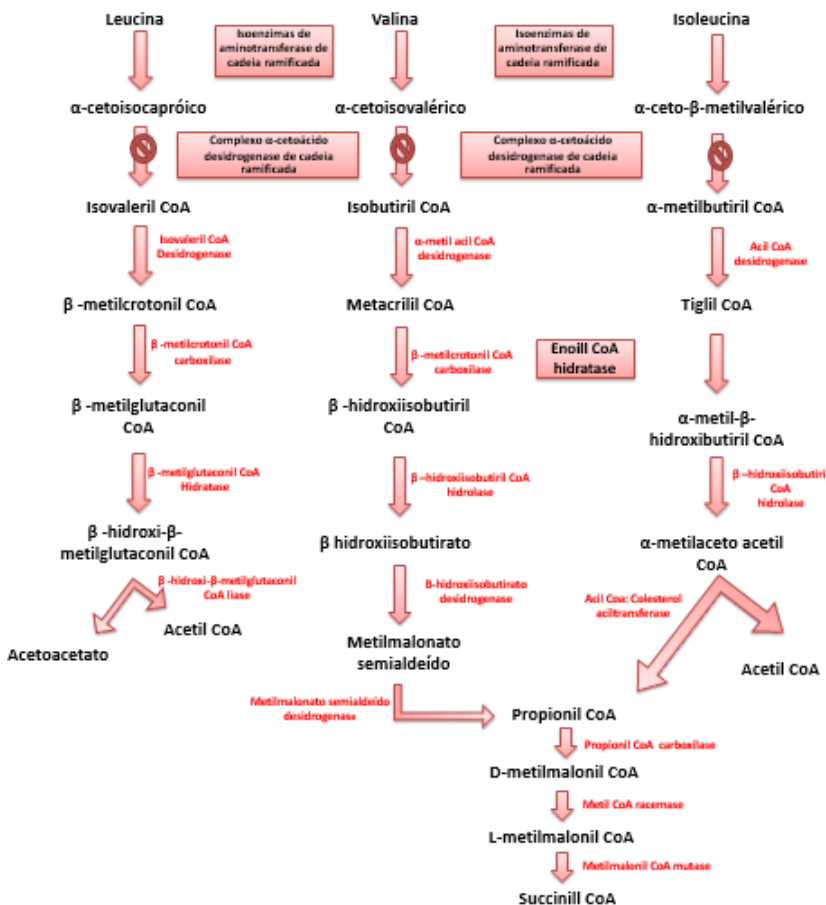 Leucina
Valina
Isoleucina
Isoenzimas de
aminotransferase de
cadeia ramificada
Isoenzimas de
aminotransferase de
cadeia ramificada
α-cetoisocapróico
α-cetoisovalérico
α-ceto-β-metilvalérico
Complexo α-cetoácido
desidrogenase de cadeia
ramificada
Complexo α-cetoácido
desidrogenase de cadeia
ramificada
Isovaleril CoA
Isobutiril CoA
α-metilbutiril CoA
Isovaleril CoA
Desidrogenase
α-metil acil CoA
desidrogenase
Acil CoA
desidrogenase
β -metilcrotonil CoA
Metacrilil CoA
Tiglil CoA
β -metilcrotonil CoA
carboxilase
β -metilcrotonil CoA
carboxilase
Enoill CoA
hidratase
β -metilglutaconil
CoA
β -hidroxiisobutiril
CoA
α-metil-β-
hidroxibutiril CoA
β -metilglutaconil CoA
Hidratase
β -hidroxiisobutiril CoA
hidrolase
β -hidroxiisobutiri
CoA
hidrolase
β -hidroxi-β-
metilglutaconil CoA
β hidroxiisobutirato
α-metilaceto acetil
CoA
β -hidroxi-β-metilglutaconil
CoA liase
B-hidroxiisobutirato
desidrogenase
Acil Coa: Colesterol
aciltransferase
Acetoacetato
Acetil CoA
Metilmalonato
semialdeído
Acetil CoA
Metilmalonato semialdeído
desidrogenase
Propionil CoA
Propionil CoA carboxilase
D-metilmalonil CoA
Metil CoA racemase
L-metilmalonil CoA
Metilmalonil CoA mutase
Succinill CoA